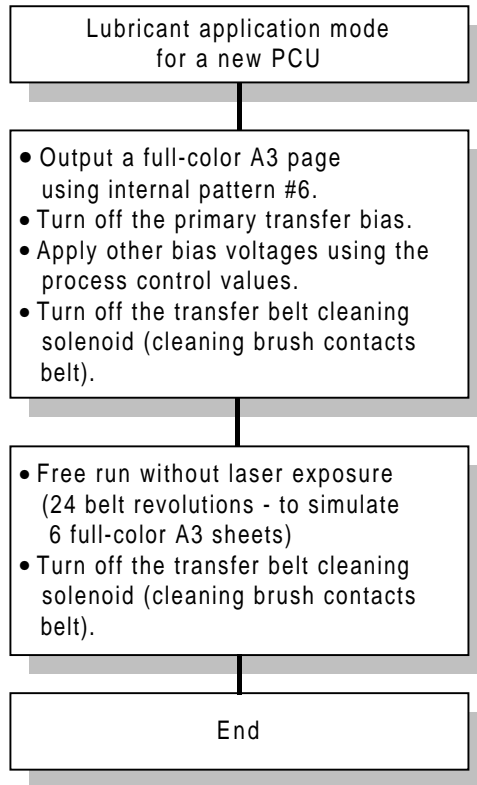 Lubricant application mode
for a new PCU
• Output a full-color A3 page
using internal pattern #6.
• Turn off the primary transfer bias.
• Apply other bias voltages using the
process control values.
• Turn off the transfer belt cleaning
solenoid (cleaning brush contacts
belt).
• Free run without laser exposure
(24 belt revolutions - to simulate
6 full-color A3 sheets)
• Turn off the transfer belt cleaning
solenoid (cleaning brush contacts
belt).
End